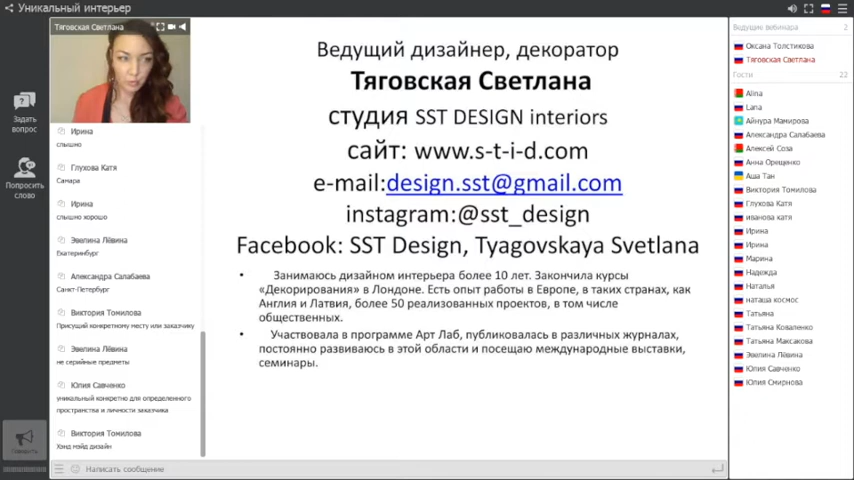 Уникальный интерьер
Тяговская Светлана
Задать вопрос
Попросить слово
Ирина
слышно
Глухова Катя
Самара
Ирина
слышно хорошо
Эвелина Лёвина
Екатеринбург
Александра Салабаева
Санкт-Петербург
Виктория Томилова
Присущий конкретному месту или заказчику
Эвелина Лёвина
не серийные предметы
Юлия Савченко
уникальный конкретно для определенного
пространства и личности заказчика
Виктория Томилова
Хэнд мэйд дизайн
Написать сообщение
Ведущий дизайнер, декоратор
Тяговская Светлана
студия SST DESIGN interiors
сайт: www.s-t-i-d.com
e-mail:design.sst@gmail.com
instagram:@sst_design
Facebook: SST Design, Tyagovskaya Svetlana
• Занимаюсь дизайном интерьера более 10 лет. Закончила курсы
«Декорирования» в Лондоне. Есть опыт работы в Европе, в таких странах, как
Англия и Латвия, более 50 реализованных проектов, в том числе
общественных.
• Участвовала в программе Арт Лаб, публиковалась в различных журналах,
постоянно развиваюсь в этой области и посещаю международные выставки,
семинары.
Ведущие вебинара 2
Оксана Толстикова
Тяговская Светлана
Гости 22
Alina
Lana
Айнура Мамирова
Александра Салабаева
Алексей Соза
Анна Орещенко
Аша Тан
Виктория Томилова
Глухова Катя
иванова катя
Ирина
Ирина
Марина
Надежда
Наталья
наташа космос
Татьяна
Татьяна Коваленко
Татьяна Максакова
Эвелина Лёвина
Юлия Савченко
Юлия Смирнова